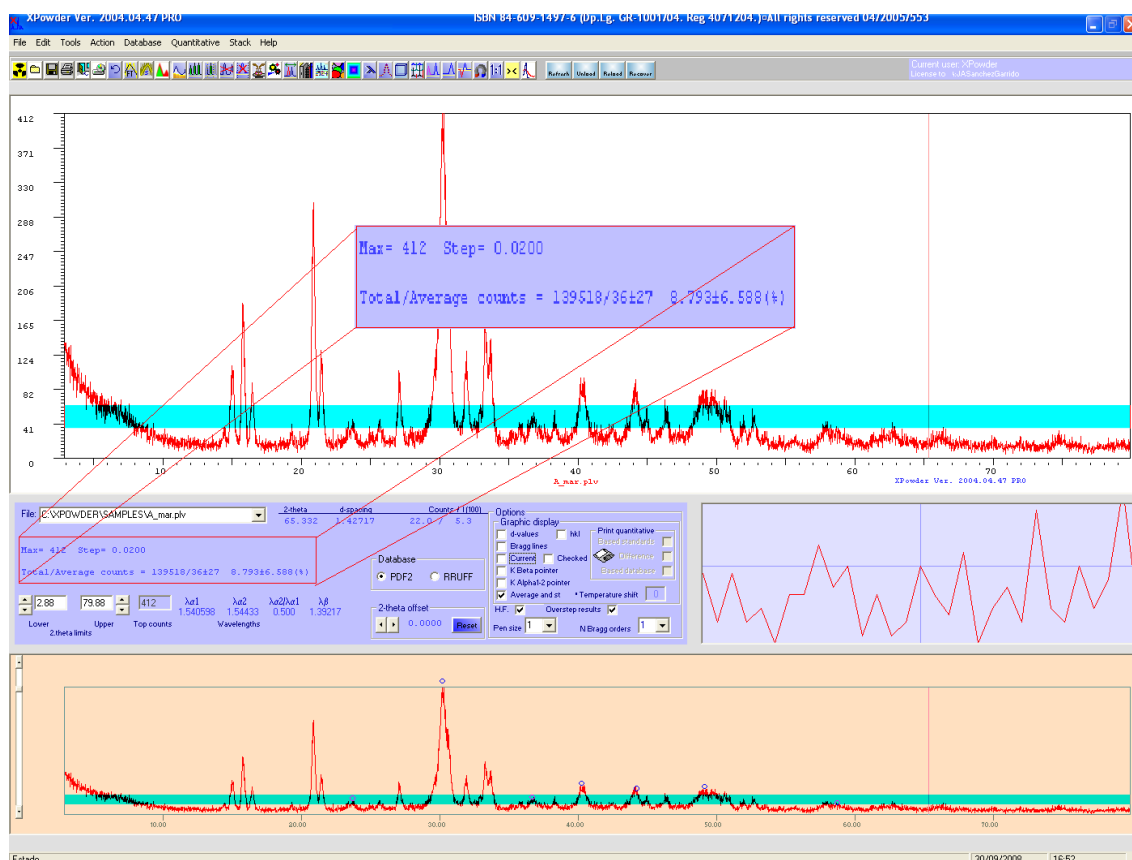 XPowder Ver. 2004.04.47 PRO ISBN 84-609-1497-6 (Dp.Lg. GR-1001/04. Reg 4071204.)¤All rights reserved 04/2005/553
File Edit Tools Action Database Quantitative Stack Help
1:1 Refresh Unload Reload Recover
Current user: XPowder
License to
412
371
330
288
247
206
165
124
82
41
0
Max= 412 Step= 0.0200
Total/Average counts = 139518/36±27 8.793±6.588(%)
10 20 30 40 50 60 70
A_mar.plv XPowder Ver. 2004.04.47 PRO
File: C:\XPOWDER\SAMPLES\A_mar.plv
2-theta d-spacing Counts / I(100)
65.332 1.42717 22.0 / 5.3
Max= 412 Step= 0.0200
Total/Average counts = 139518/36±27 8.793±6.588(%)
2.88 79.88 412
λα1 λα2 λα2/λα1 λβ
1.540598 1.54433 0.500 1.39217
Lower Upper Top counts Wavelengths
2.theta limits
Database
PDF2 RRUFF
2-theta offset
0.0000 Reset
Options
Graphic display
d-values hkl
Bragg lines
Current Checked
K Beta pointer
K Alpha1-2 pointer
Average and st
Print quantitative
Based standards
Difference
Based database
* Temperature shift 0
H.F. Overstep results
Pen size 1 N Bragg orders 1
10.00 20.00 30.00 40.00 50.00 60.00 70.00
Estado 30/09/2008 16:52